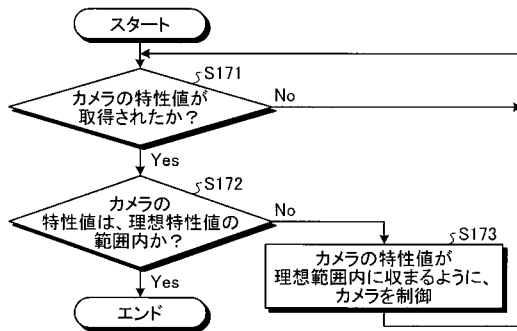 スタート
S171
カメラの特性値が
取得されたか？
No
Yes
S172
カメラの
特性値は、理想特性値の
範囲内か？
No
S173
カメラの特性値が
理想範囲内に収まるように、
カメラを制御
Yes
エンド